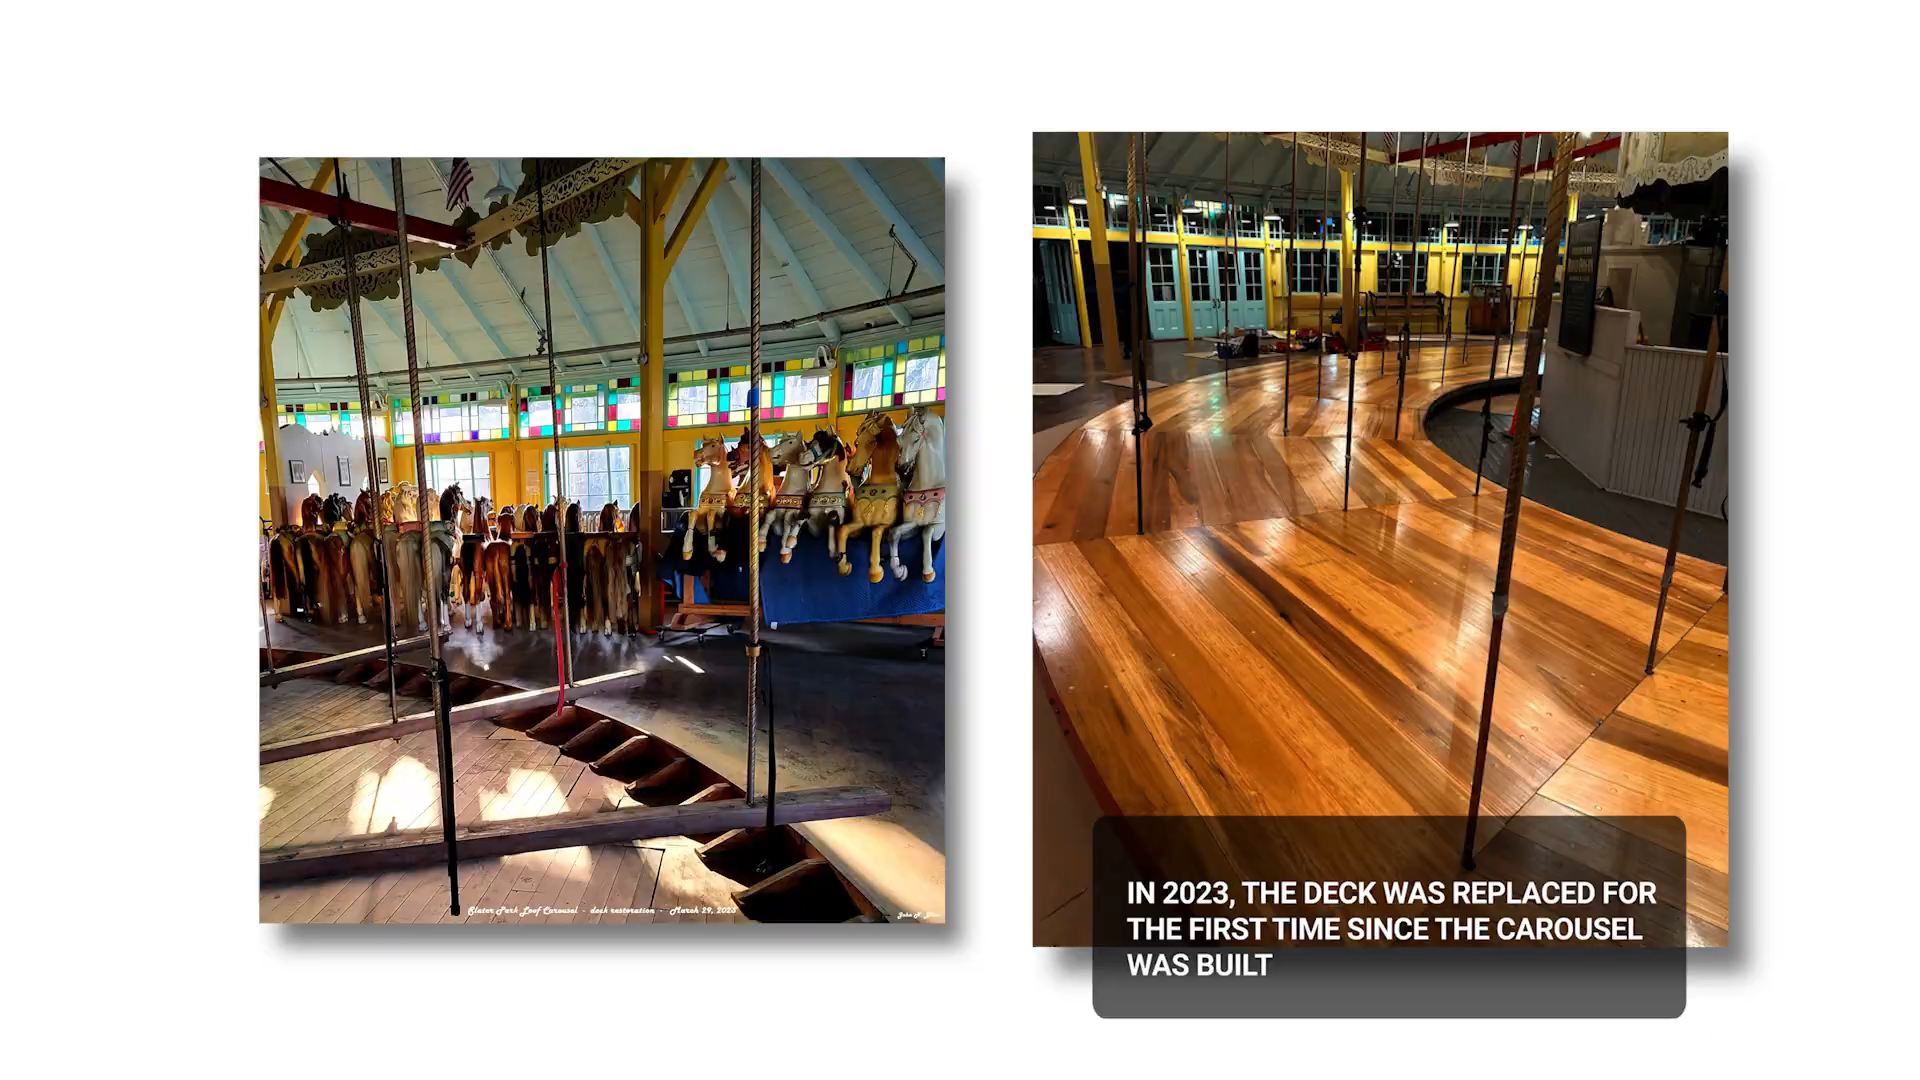 Slater Park Looff Carousel - deck restoration - March 29, 2023
IN 2023, THE DECK WAS REPLACED FOR
THE FIRST TIME SINCE THE CAROUSEL
WAS BUILT